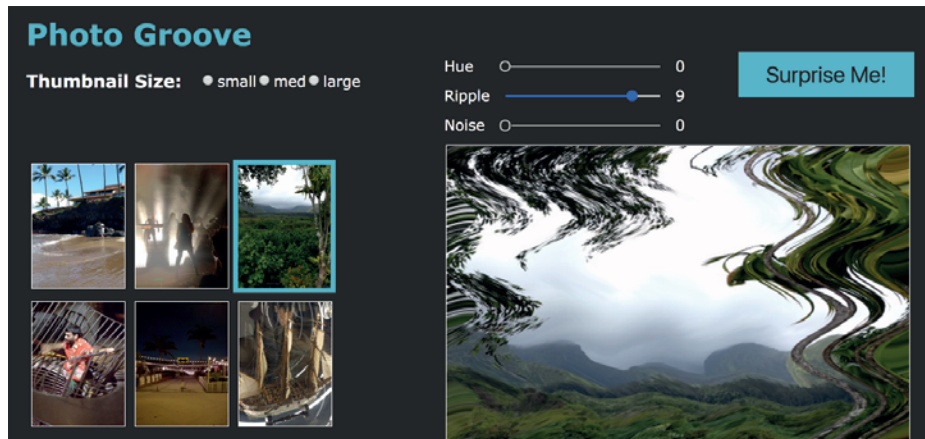 Photo Groove
Thumbnail Size: small med large
Hue 0
Ripple 9
Noise 0
Surprise Me!